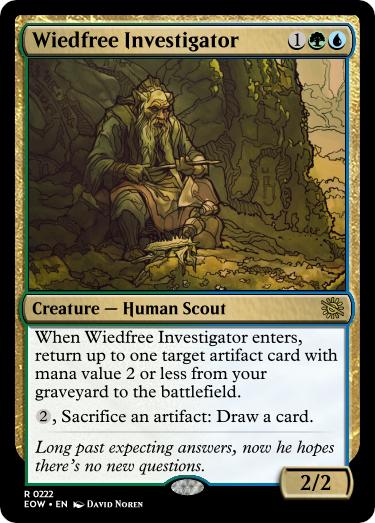 Wiedfree Investigator 1
Creature — Human Scout
When Wiedfree Investigator enters,
return up to one target artifact card with
mana value 2 or less from your
graveyard to the battlefield.
2, Sacrifice an artifact: Draw a card.
Long past expecting answers, now he hopes
there's no new questions.
2/2
R 0222
EOW • EN David Noren